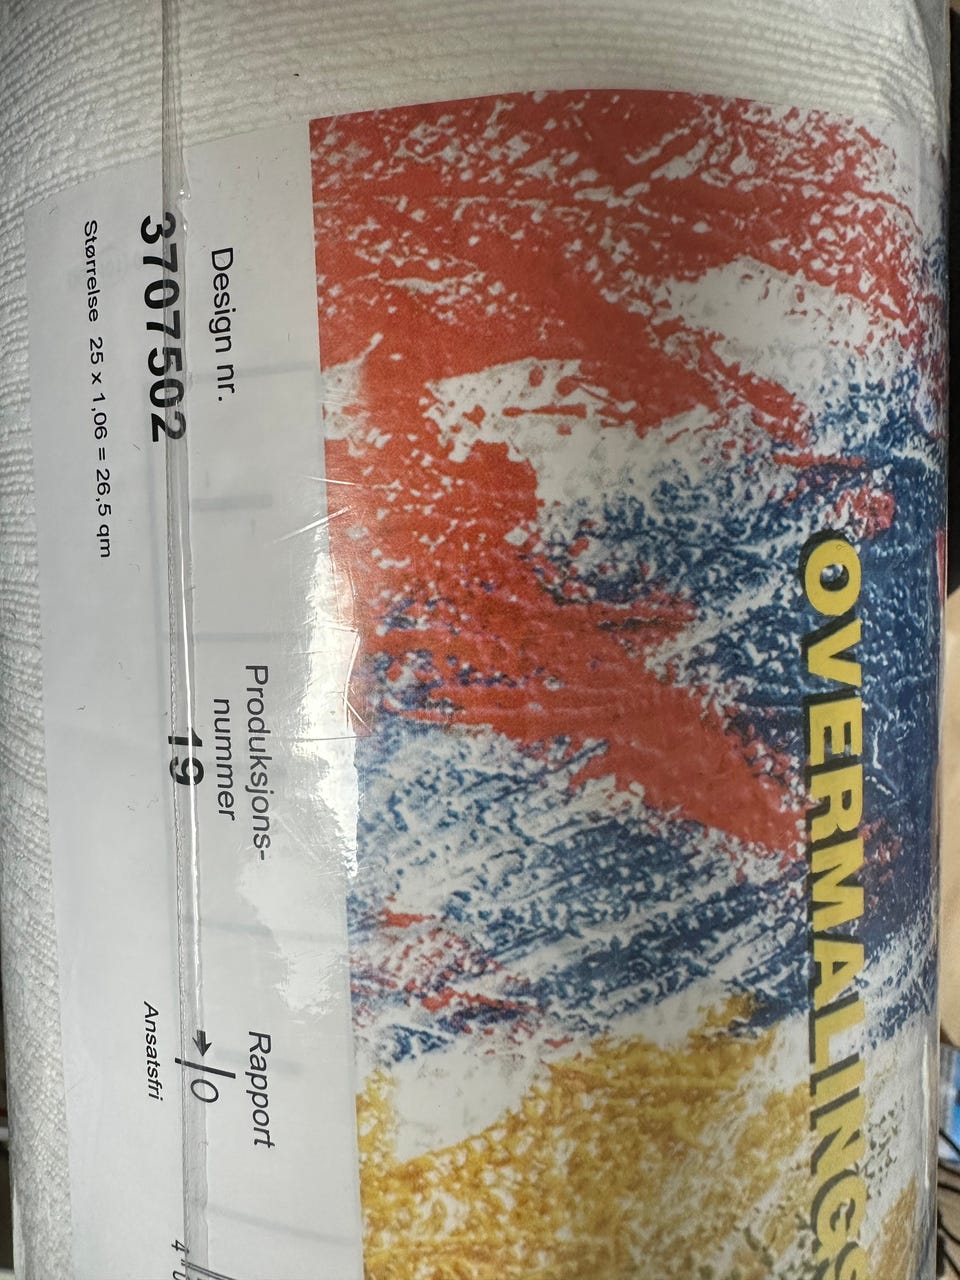 OVERMALINGS
Design nr.
Produksjons-
nummer
Rapport
3707502
19
0
Ansatsfri
Størrelse 25 x 1,06 = 26,5 qm